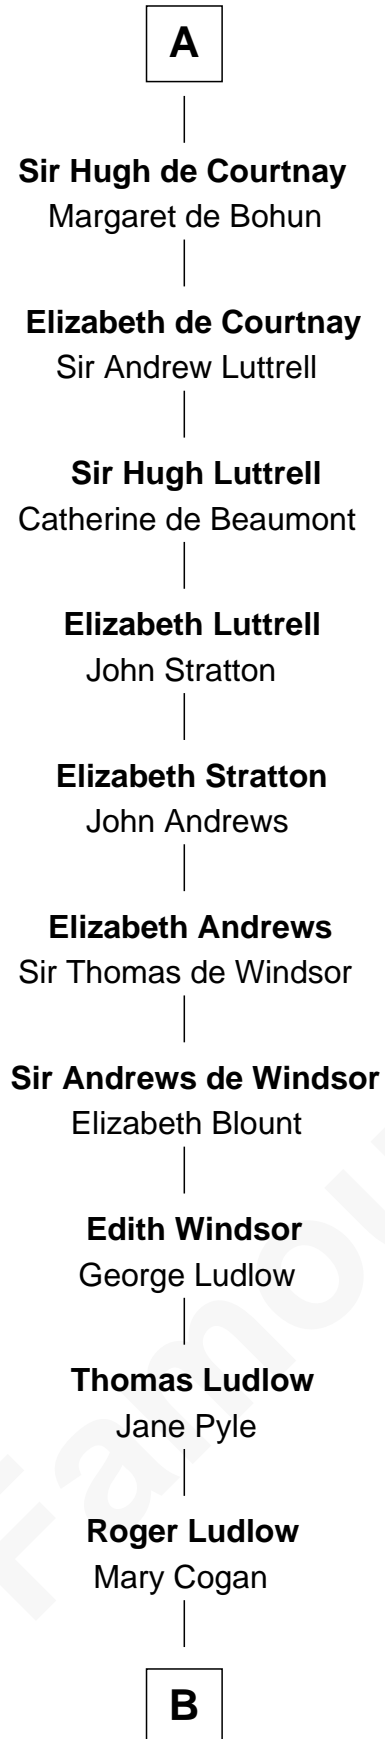 A
Sir Hugh de Courtnay
Margaret de Bohun
Elizabeth de Courtnay
Sir Andrew Luttrell
Sir Hugh Luttrell
Catherine de Beaumont
Elizabeth Luttrell
John Stratton
Elizabeth Stratton
John Andrews
Elizabeth Andrews
Sir Thomas de Windsor
Sir Andrews de Windsor
Elizabeth Blount
Edith Windsor
George Ludlow
Thomas Ludlow
Jane Pyle
Roger Ludlow
Mary Cogan
B
Famou